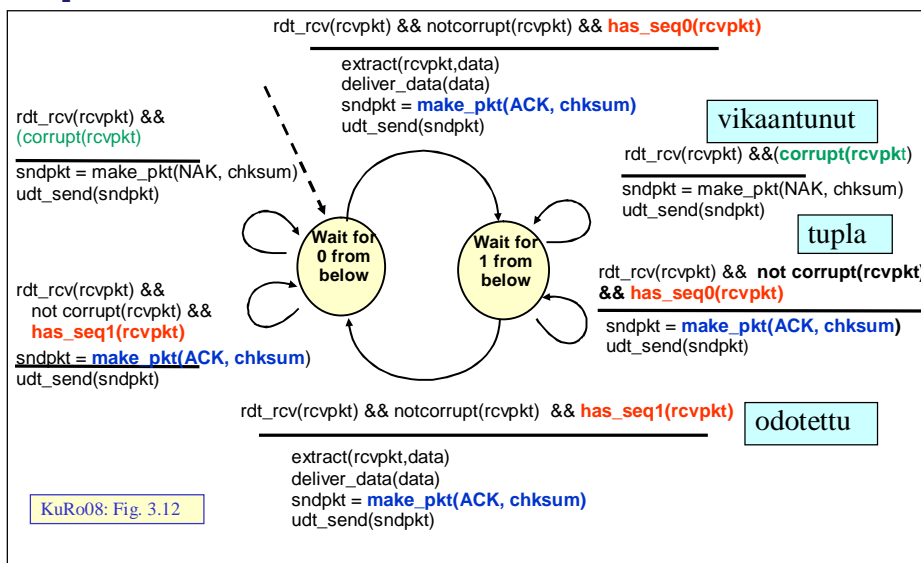 rdt_rcv(rcvpkt) && notcorrupt(rcvpkt) && has_seq0(rcvpkt)
extract(rcvpkt,data)
deliver_data(data)
sndpkt = make_pkt(ACK, chksum)
udt_send(sndpkt)
rdt_rcv(rcvpkt) &&
(corrupt(rcvpkt)
sndpkt = make_pkt(NAK, chksum)
udt_send(sndpkt)
vikaantunut
rdt_rcv(rcvpkt) &&(corrupt(rcvpkt)
sndpkt = make_pkt(NAK, chksum)
udt_send(sndpkt)
tupla
Wait for
0 from
below
Wait for
1 from
below
rdt_rcv(rcvpkt) &&
not corrupt(rcvpkt) &&
has_seq1(rcvpkt)
sndpkt = make_pkt(ACK, chksum)
udt_send(sndpkt)
rdt_rcv(rcvpkt) && not corrupt(rcvpkt)
&& has_seq0(rcvpkt)
sndpkt = make_pkt(ACK, chksum)
udt_send(sndpkt)
rdt_rcv(rcvpkt) && notcorrupt(rcvpkt) && has_seq1(rcvpkt)
odotettu
extract(rcvpkt,data)
deliver_data(data)
sndpkt = make_pkt(ACK, chksum)
udt_send(sndpkt)
KuRo08: Fig. 3.12